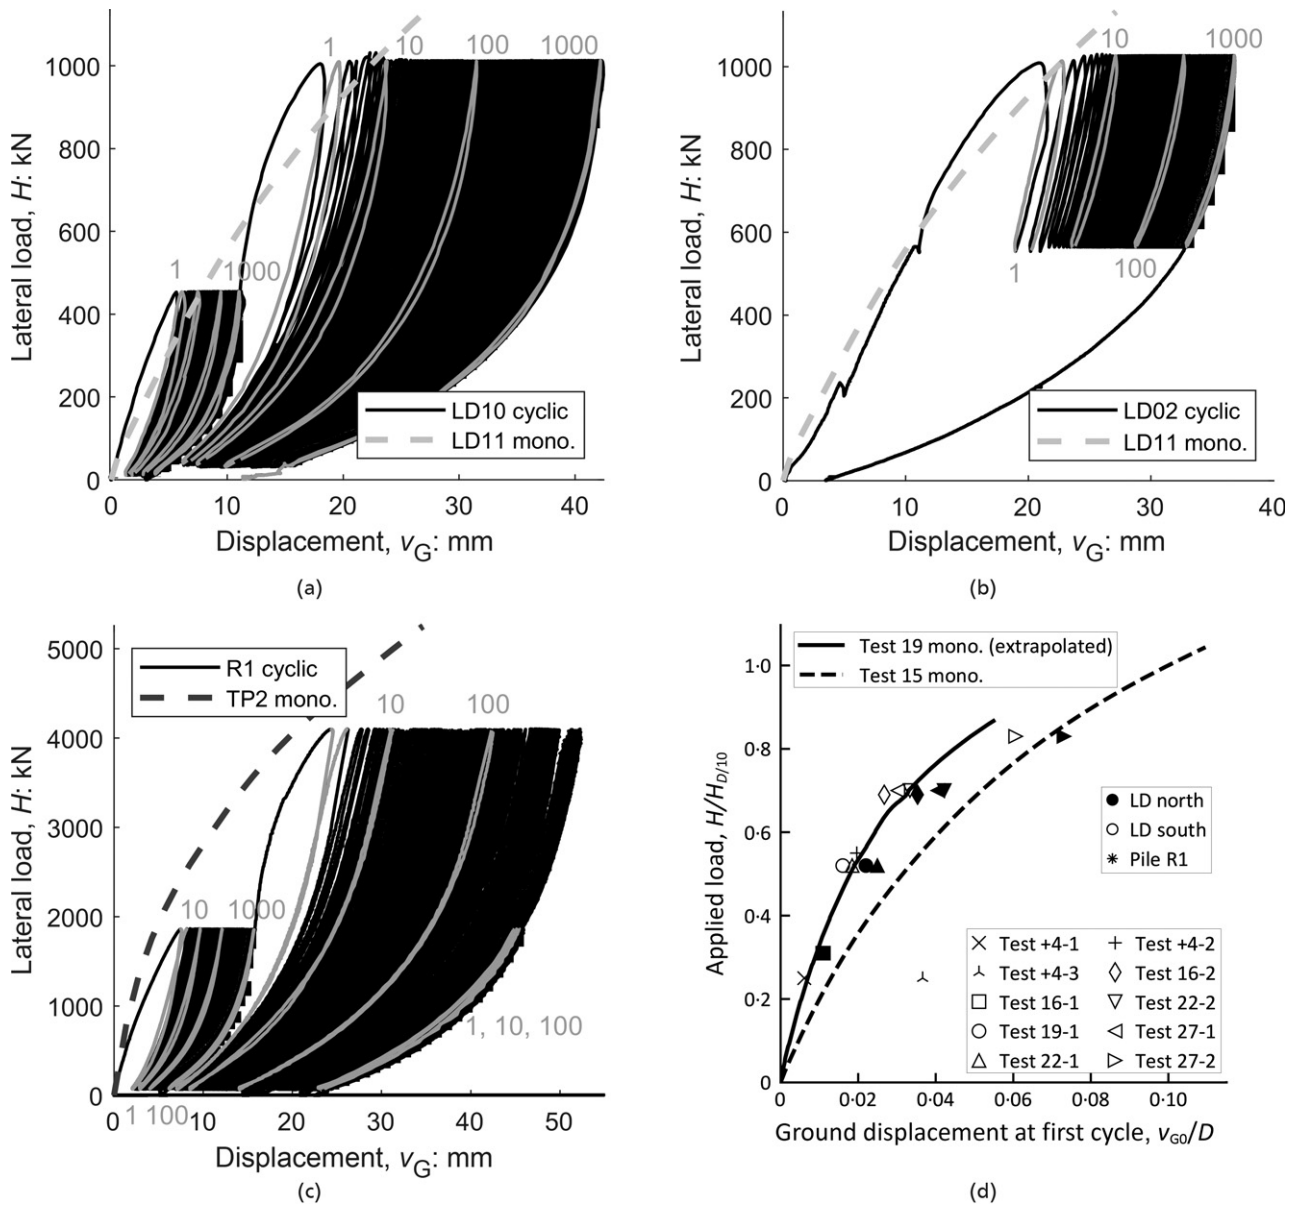 1
10
100
1000
1000
800
600
400
200
0
Lateral load, H: kN
1
1000
LD10 cyclic
LD11 mono.
0
10
20
30
40
Displacement, vG: mm
(a)
10
1000
1000
800
600
400
200
0
Lateral load, H: kN
1
100
LD02 cyclic
LD11 mono.
0
10
20
30
40
Displacement, vG: mm
(b)
5000
4000
3000
2000
1000
0
Lateral load, H: kN
R1 cyclic
TP2 mono.
10
100
10
1000
1, 10, 100
1 100
0
10
20
30
40
50
Displacement, vG: mm
(c)
Test 19 mono. (extrapolated)
Test 15 mono.
1·0
0·8
0·6
0·4
0·2
0
Applied load, H/HD/10
LD north
LD south
Pile R1
Test +4-1 Test +4-2
Test +4-3 Test 16-2
Test 16-1 Test 22-2
Test 19-1 Test 27-1
Test 22-1 Test 27-2
0
0·02
0·04
0·06
0·08
0·10
Ground displacement at first cycle, vG0/D
(d)